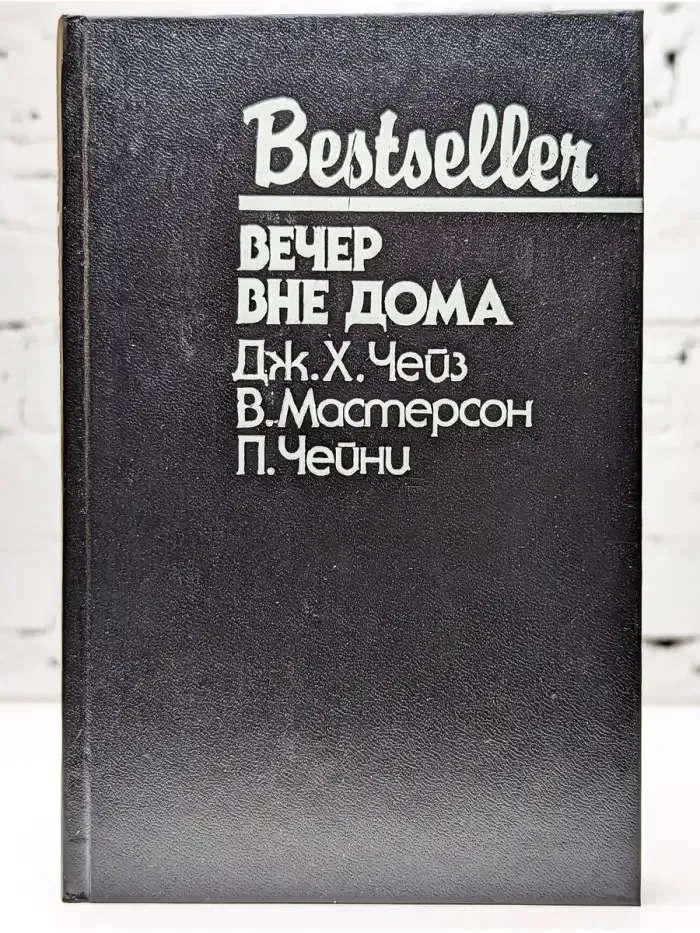 Bestseller
ВЕЧЕР
ВНЕ ДОМА
Дж.Х.Чейз
В.Мастерсон
П.Чейни